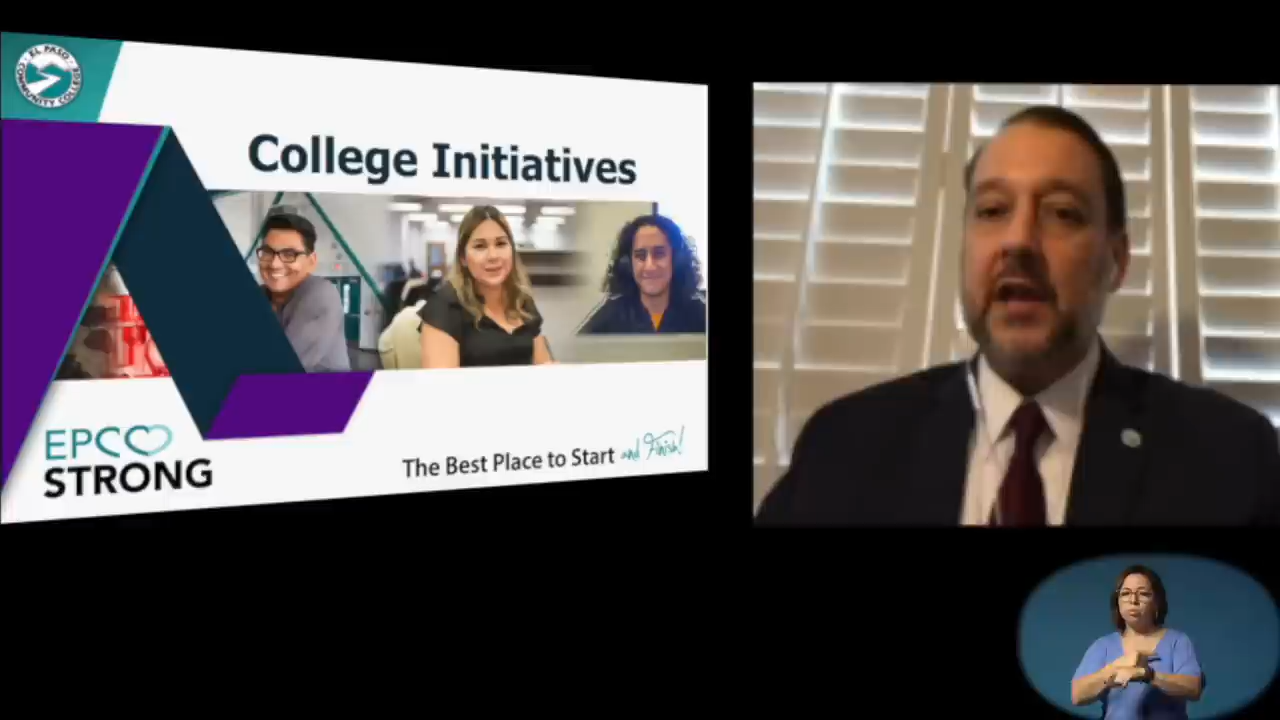 EL PASO
COMMUNITY COLLEGE
College Initiatives
EPCC
STRONG
The Best Place to Start and Finish!